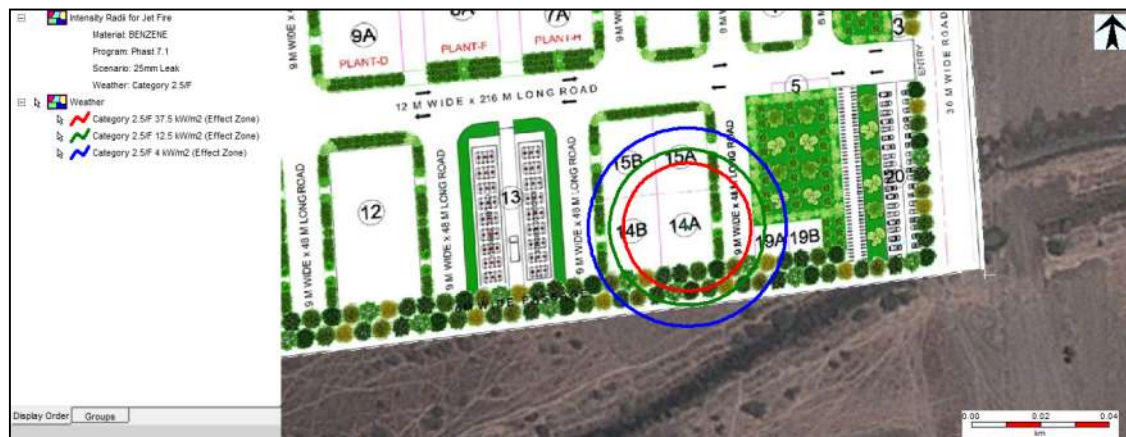 Intensity Radii for Jet Fire
Material: BENZENE
Program: Phast 7.1
Scenario: 25mm Leak
Weather: Category 2.5/F
Weather
Category 2.5/F 37.5 kW/m2 (Effect Zone)
Category 2.5/F 12.5 kW/m2 (Effect Zone)
Category 2.5/F 4 kW/m2 (Effect Zone)
Display Order
Groups
9A
PLANT-D
PLANT-F
7A
PLANT-H
3
ENTRY
5
12 M WIDE x 216 M LONG ROAD
9 M WIDE x 48 M LONG ROAD
12
9 M WIDE x 48 M LONG ROAD
13
9 M WIDE x 48 M LONG ROAD
15B
15A
14B
14A
9 M WIDE x 48 M LONG ROAD
19A
19B
20
0.00
0.02
0.04
km